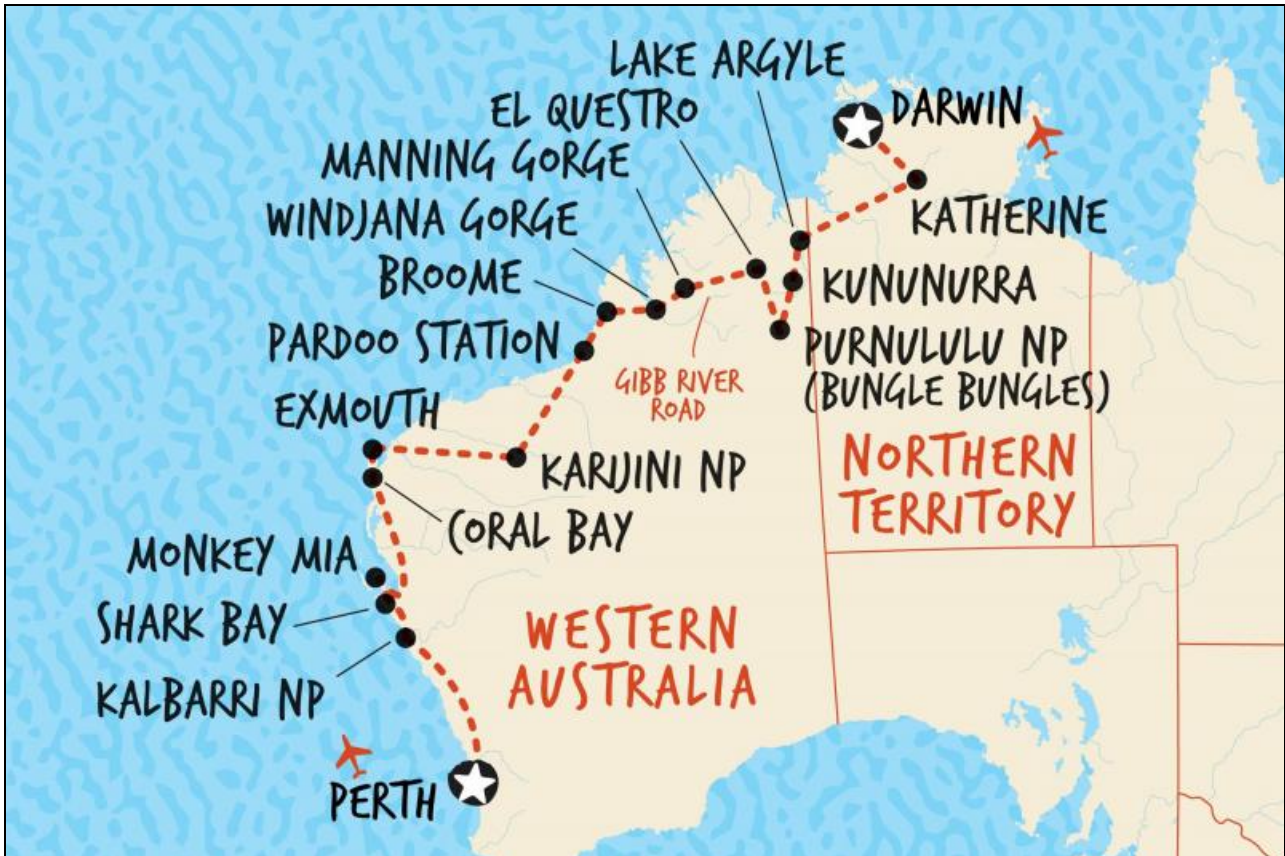 LAKE ARGYLE
EL QUESTRO
DARWIN
MANNING GORGE
WINDJANA GORGE
KATHERINE
BROOME
KUNUNURRA
PARDOO STATION
PURNULULU NP
(BUNGLE BUNGLES)
GIBB RIVER
ROAD
EXMOUTH
KARIJINI NP
NORTHERN
TERRITORY
CORAL BAY
MONKEY MIA
SHARK BAY
WESTERN
AUSTRALIA
KALBARRI NP
PERTH